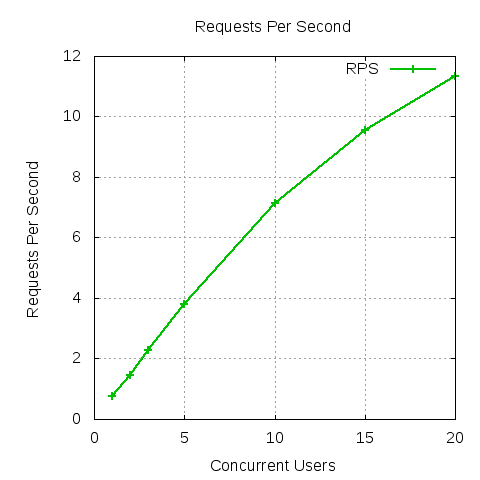 Requests Per Second
RPS
12
10
8
6
4
2
0
Requests Per Second
0 5 10 15 20
Concurrent Users